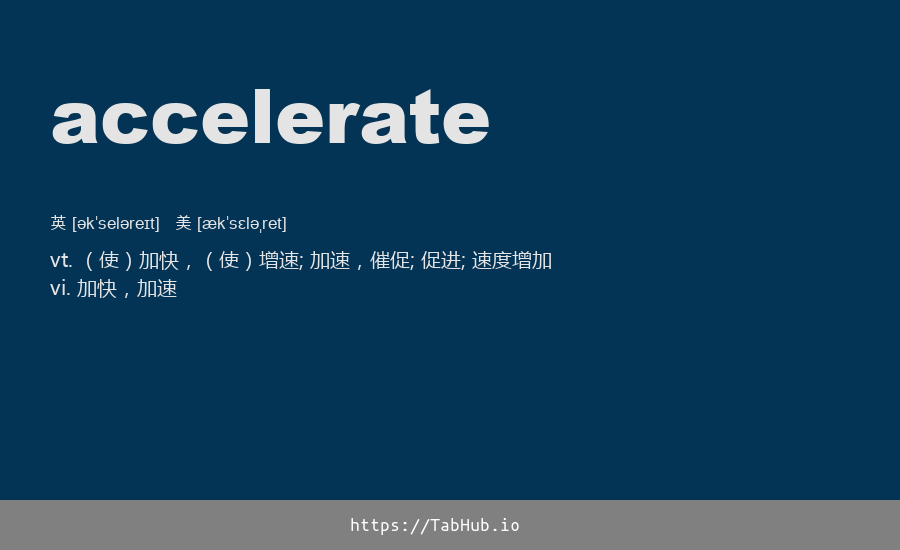 accelerate
英 [əkˈseləreɪt] 美 [ækˈsɛləˌret]
vt. （使）加快，（使）增速; 加速，催促; 促进; 速度增加
vi. 加快，加速
https://TabHub.io